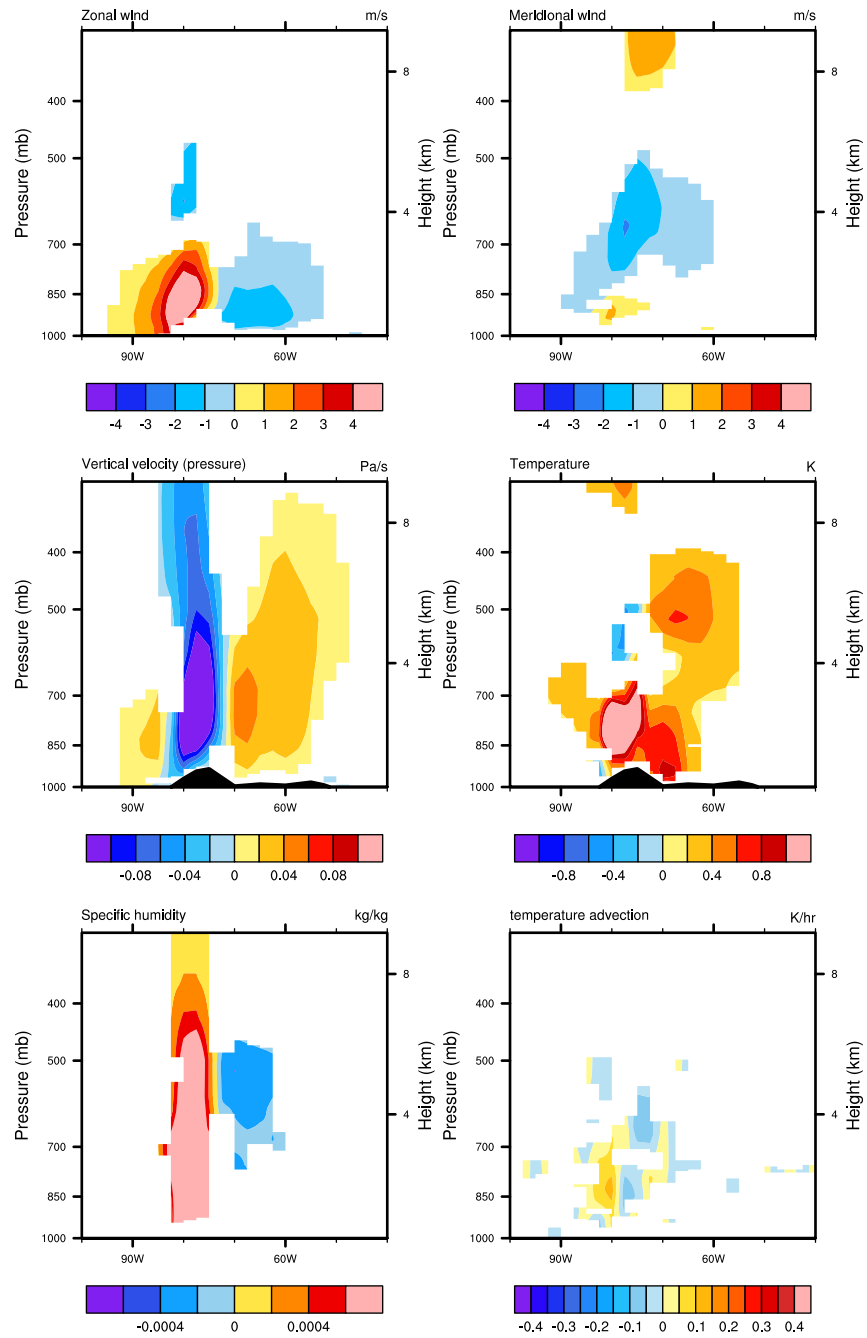 Zonal wind m/s
Pressure (mb)
Height (km)
400
500
700
850
1000
8
4
90W 60W
-4 -3 -2 -1 0 1 2 3 4
Meridional wind m/s
Pressure (mb)
Height (km)
400
500
700
850
1000
8
4
90W 60W
-4 -3 -2 -1 0 1 2 3 4
Vertical velocity (pressure) Pa/s
Pressure (mb)
Height (km)
400
500
700
850
1000
8
4
90W 60W
-0.08 -0.04 0 0.04 0.08
Temperature K
Pressure (mb)
Height (km)
400
500
700
850
1000
8
4
90W 60W
-0.8 -0.4 0 0.4 0.8
Specific humidity kg/kg
Pressure (mb)
Height (km)
400
500
700
850
1000
8
4
90W 60W
-0.0004 0 0.0004
temperature advection K/hr
Pressure (mb)
Height (km)
400
500
700
850
1000
8
4
90W 60W
-0.4 -0.3 -0.2 -0.1 0 0.1 0.2 0.3 0.4